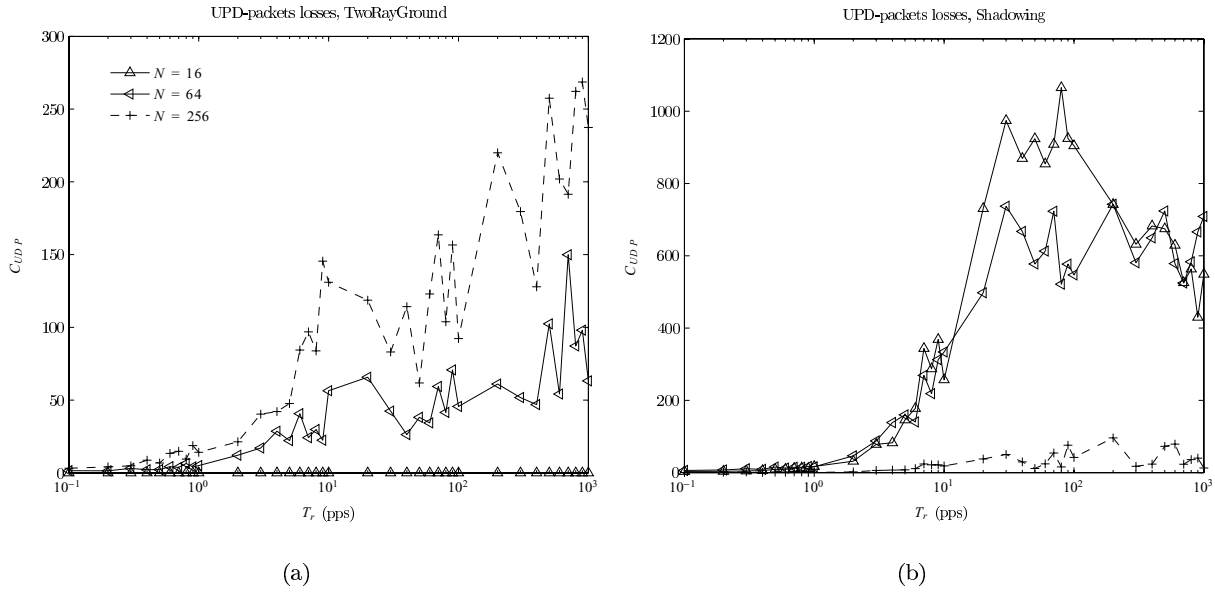 UPD-packets losses, TwoRayGround
300
250
200
150
100
50
0
C_UDP
N = 16
N = 64
N = 256
10^-1
10^0
10^1
10^2
10^3
T_r (pps)
(a)
UPD-packets losses, Shadowing
1200
1000
800
600
400
200
0
C_UDP
10^-1
10^0
10^1
10^2
10^3
T_r (pps)
(b)